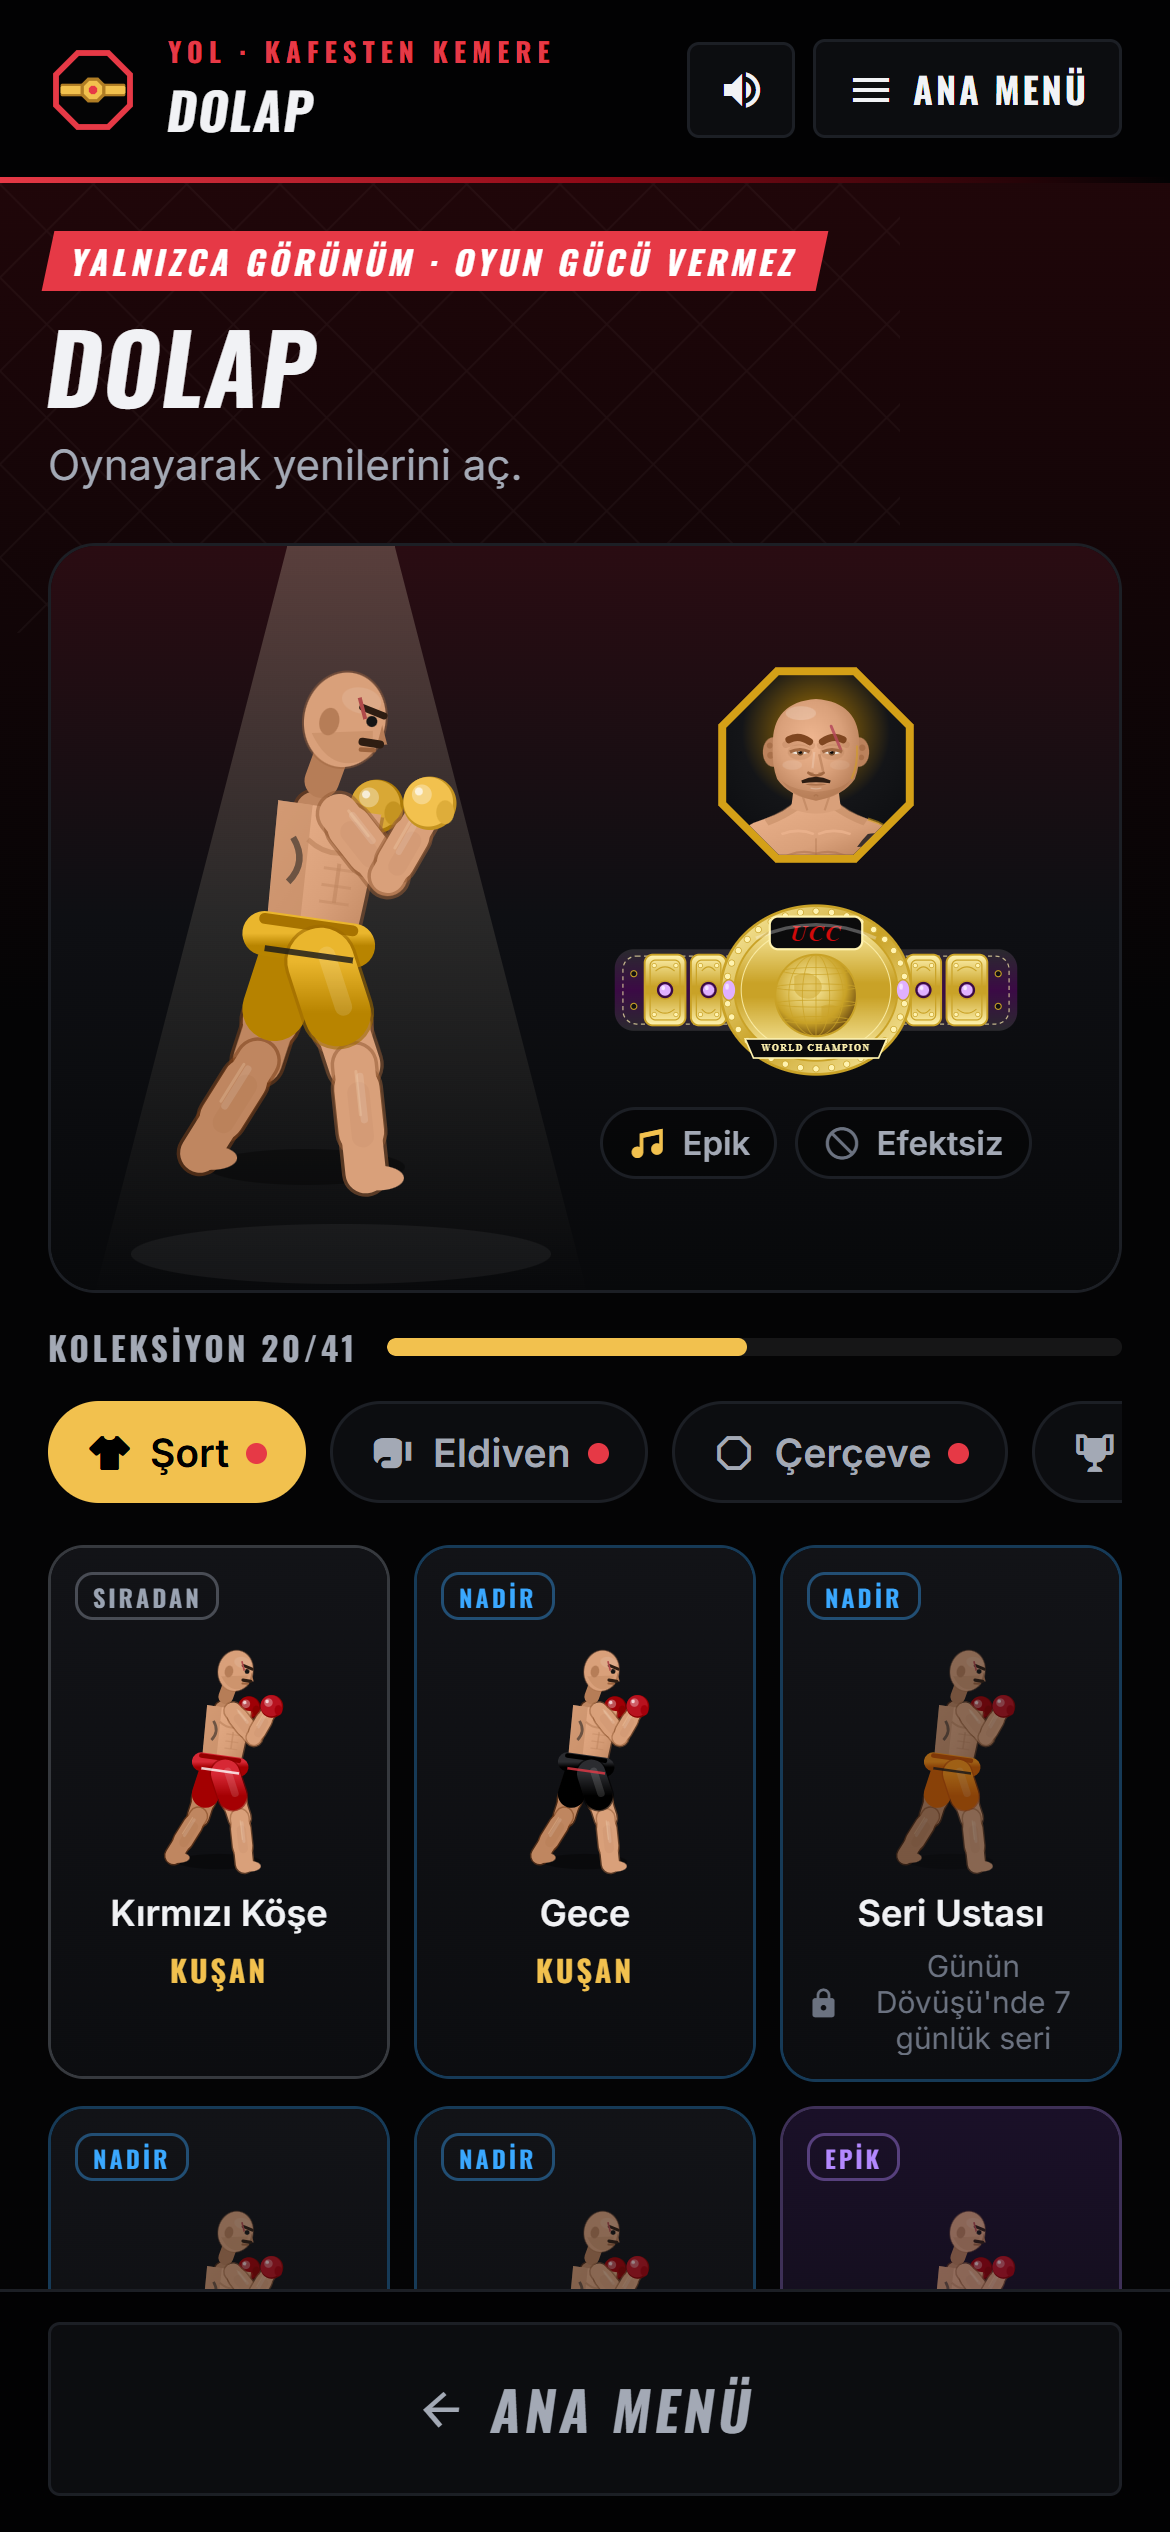 YOL · KAFESTEN KEMERE
DOLAP
ANA MENÜ
YALNIZCA GÖRÜNÜM · OYUN GÜCÜ VERMEZ
DOLAP
Oynayarak yenilerini aç.
UCC
WORLD CHAMPION
Epik
Efektsiz
KOLEKSİYON 20/41
Şort
Eldiven
Çerçeve
SIRADAN
NADİR
NADİR
Kırmızı Köşe
Gece
Seri Ustası
KUŞAN
KUŞAN
Günün
Dövüşü'nde 7
günlük seri
NADİR
NADİR
EPİK
ANA MENÜ